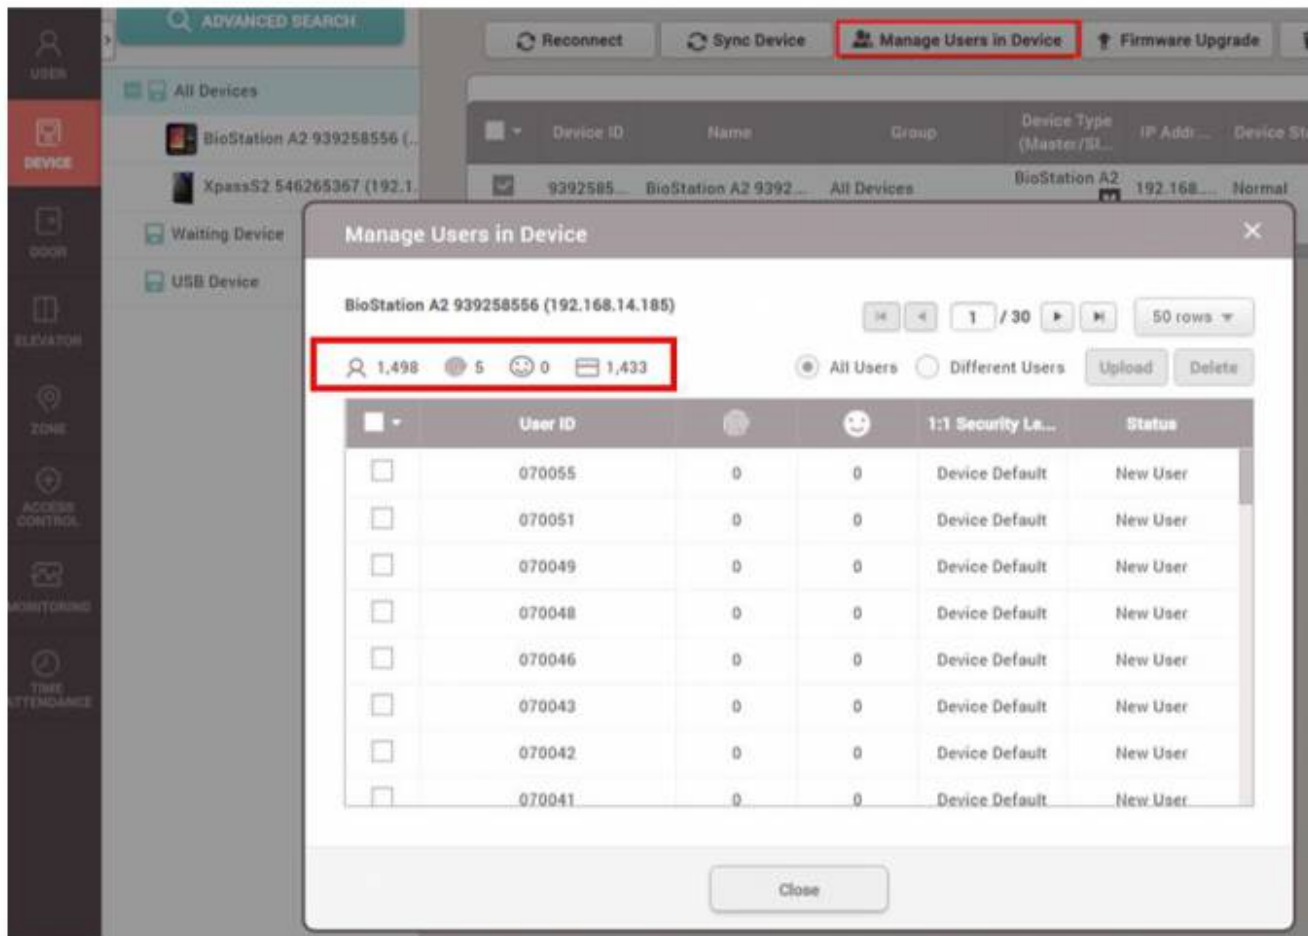 ADVANCED SEARCH
Reconnect
Sync Device
Manage Users in Device
Firmware Upgrade
USER
All Devices
BioStation A2 939258556 (..
XpassS2 546265367 (192.1.
Waiting Device
USB Device
DEVICE
DOOR
ELEVATOR
ZONE
ACCESS
CONTROL
MONITORING
TIME
ATTENDANCE
Device ID Name Group Device Type (Master/Sl... IP Addr... Device St
9392585... BioStation A2 9392... All Devices BioStation A2 192.168.... Normal
Manage Users in Device
BioStation A2 939258556 (192.168.14.185)
1 / 30
50 rows
1,498 5 0 1,433
All Users
Different Users
Upload
Delete
User ID 1:1 Security Le... Status
070055 0 0 Device Default New User
070051 0 0 Device Default New User
070049 0 0 Device Default New User
070048 0 0 Device Default New User
070046 0 0 Device Default New User
070043 0 0 Device Default New User
070042 0 0 Device Default New User
070041 0 0 Device Default New User
Close